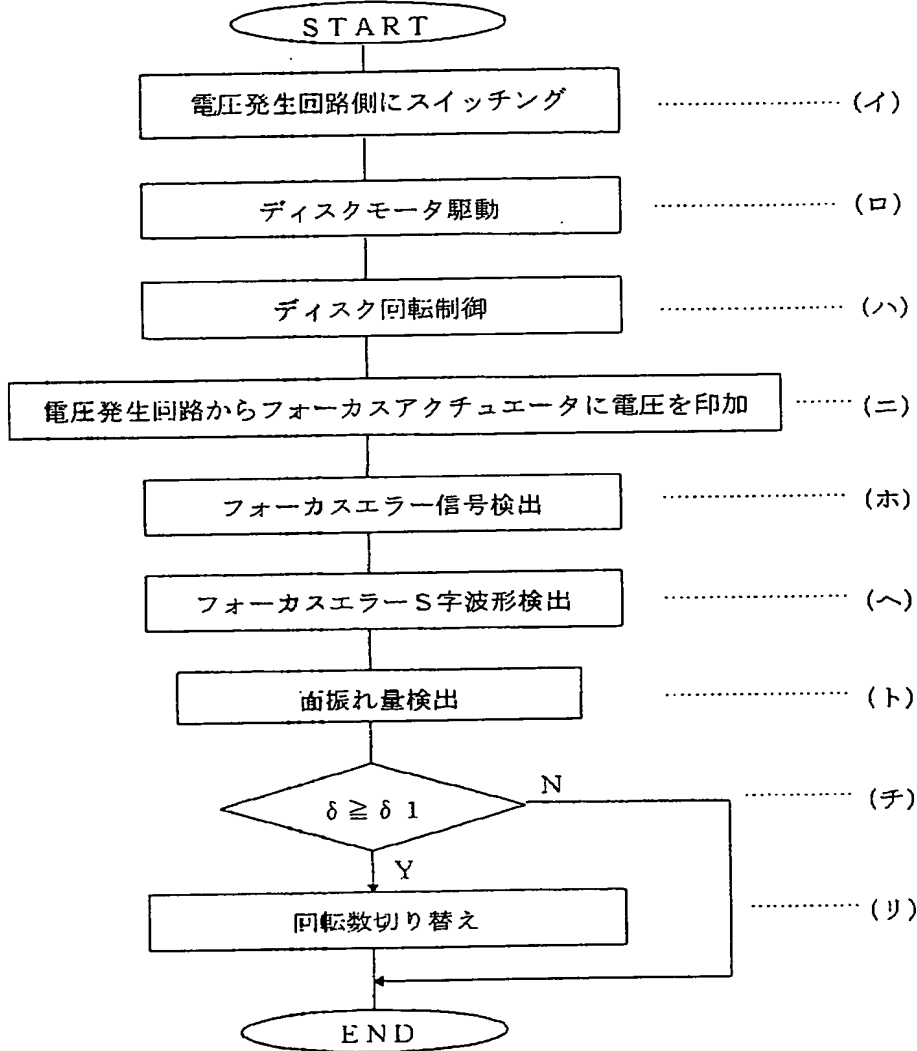 START
電圧発生回路側にスイッチング ………………… (イ)
ディスクモータ駆動 ………………… (ロ)
ディスク回転制御 ………………… (ハ)
電圧発生回路からフォーカスアクチュエータに電圧を印加 ……… (ニ)
フォーカスエラー信号検出 ………………… (ホ)
フォーカスエラーS字波形検出 ………………… (ヘ)
面振れ量検出 ………………… (ト)
δ≧δ1 N ………… (チ)
Y
回転数切り替え ………… (リ)
END